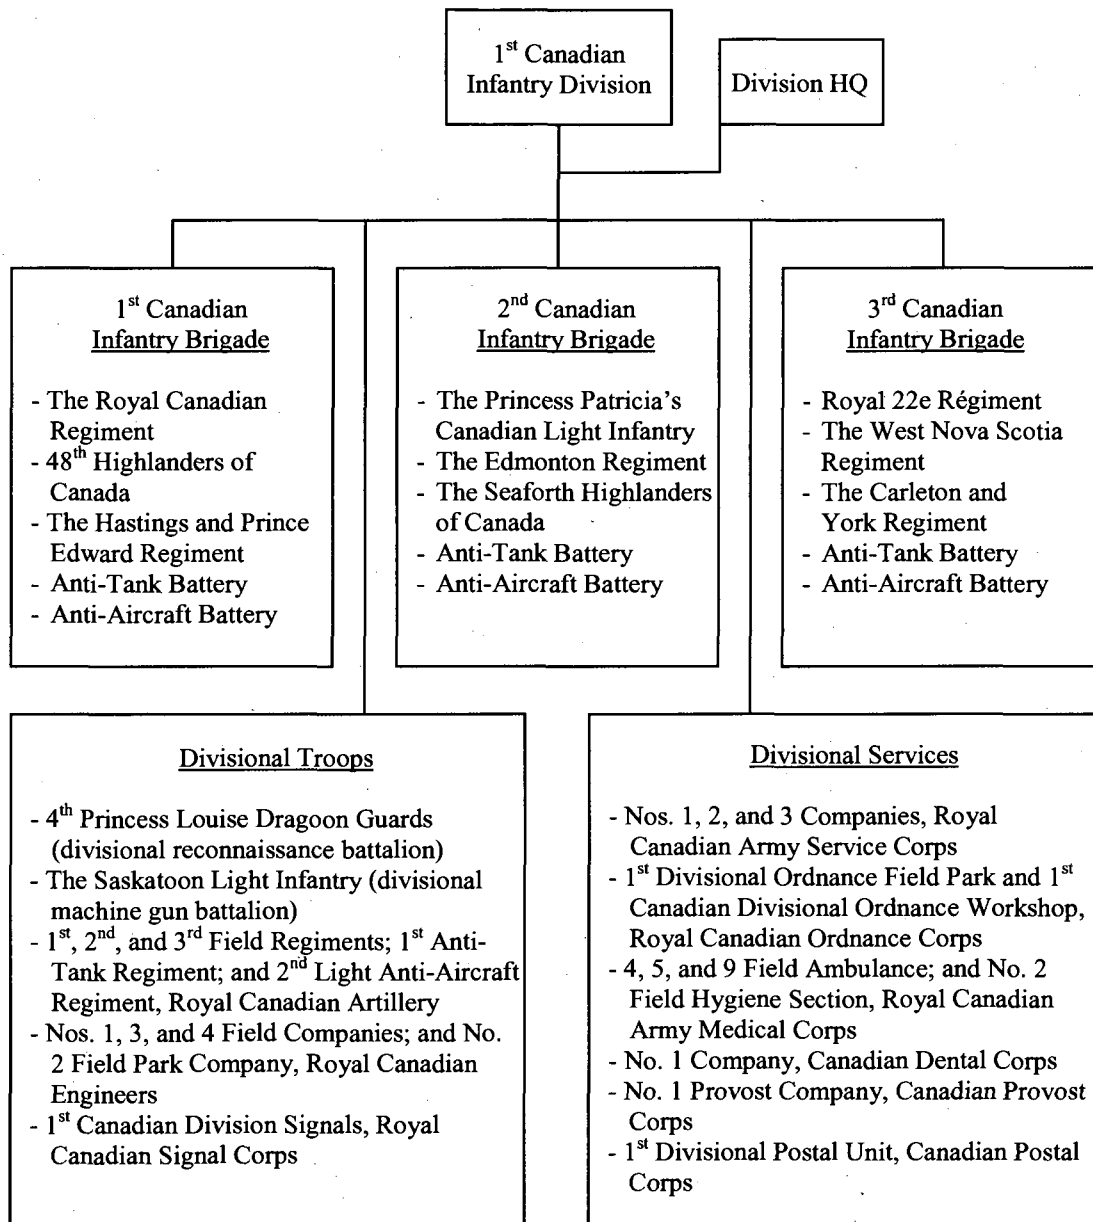 1st Canadian
Infantry Division
Division HQ
1st Canadian
Infantry Brigade
- The Royal Canadian
Regiment
- 48th Highlanders of
Canada
- The Hastings and Prince
Edward Regiment
- Anti-Tank Battery
- Anti-Aircraft Battery
2nd Canadian
Infantry Brigade
- The Princess Patricia's
Canadian Light Infantry
- The Edmonton Regiment
- The Seaforth Highlanders
of Canada
- Anti-Tank Battery
- Anti-Aircraft Battery
3rd Canadian
Infantry Brigade
- Royal 22e Régiment
- The West Nova Scotia
Regiment
- The Carleton and
York Regiment
- Anti-Tank Battery
- Anti-Aircraft Battery
Divisional Troops
- 4th Princess Louise Dragoon Guards
(divisional reconnaissance battalion)
- The Saskatoon Light Infantry (divisional
machine gun battalion)
- 1st, 2nd, and 3rd Field Regiments; 1st Anti-
Tank Regiment; and 2nd Light Anti-Aircraft
Regiment, Royal Canadian Artillery
- Nos. 1, 3, and 4 Field Companies; and No.
2 Field Park Company, Royal Canadian
Engineers
- 1st Canadian Division Signals, Royal
Canadian Signal Corps
Divisional Services
- Nos. 1, 2, and 3 Companies, Royal
Canadian Army Service Corps
- 1st Divisional Ordnance Field Park and 1st
Canadian Divisional Ordnance Workshop,
Royal Canadian Ordnance Corps
- 4, 5, and 9 Field Ambulance; and No. 2
Field Hygiene Section, Royal Canadian
Army Medical Corps
- No. 1 Company, Canadian Dental Corps
- No. 1 Provost Company, Canadian Provost
Corps
- 1st Divisional Postal Unit, Canadian Postal
Corps